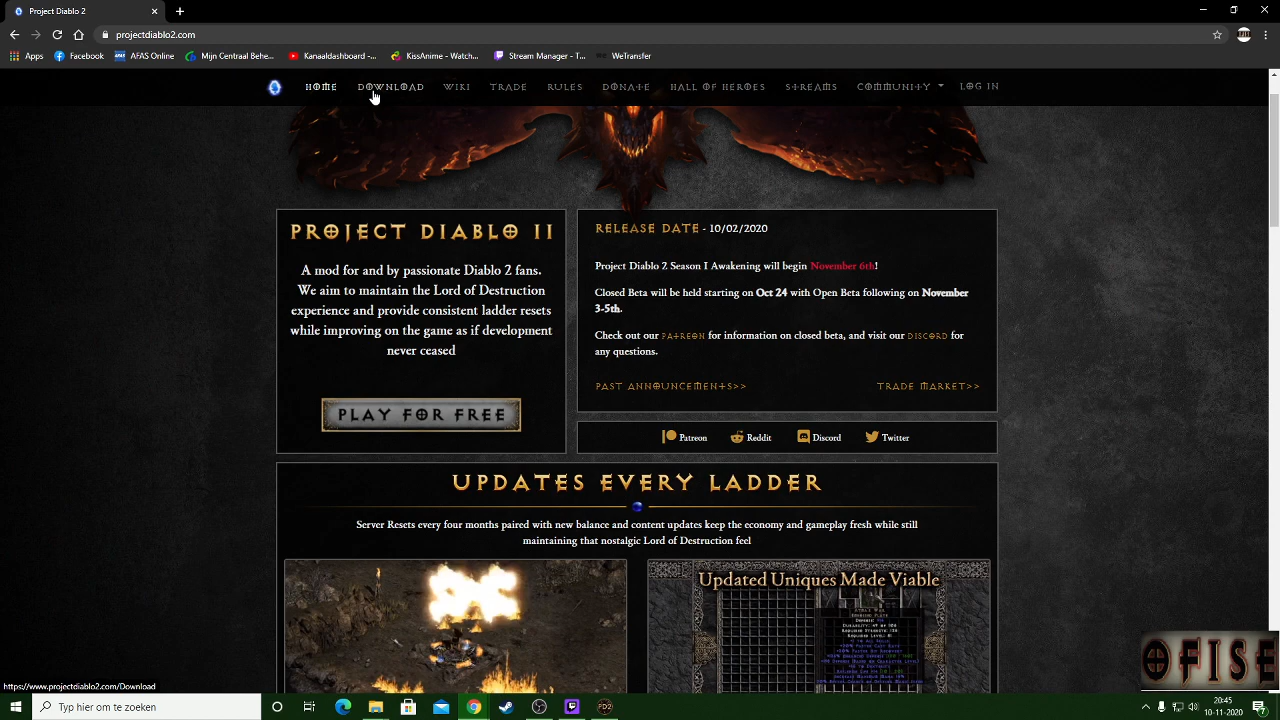 Project Diablo 2
projectdiablo2.com
Apps Facebook AFAS Online Mijn Centraal Behe... Kanaaldashboard -... KissAnime - Watch... Stream Manager - T... WeTransfer
HOME DOWNLOAD WIKI TRADE RULES DONATE HALL OF HEROES STREAMS COMMUNITY LOG IN
PROJECT DIABLO II
A mod for and by passionate Diablo 2 fans.
We aim to maintain the Lord of Destruction
experience and provide consistent ladder resets
while improving on the game as if development
never ceased
PLAY FOR FREE
RELEASE DATE - 10/02/2020
Project Diablo 2 Season I Awakening will begin November 6th!
Closed Beta will be held starting on Oct 24 with Open Beta following on November
3-5th.
Check out our PATREON for information on closed beta, and visit our DISCORD for
any questions.
PAST ANNOUNCEMENTS>> TRADE MARKET>>
Patreon Reddit Discord Twitter
UPDATES EVERY LADDER
Server Resets every four months paired with new balance and content updates keep the economy and gameplay fresh while still
maintaining that nostalgic Lord of Destruction feel
Updated Uniques Made Viable
https://www.projectdiablo2.com/Download
Typ hier om te zoeken
PD2
20:45
10-11-2020